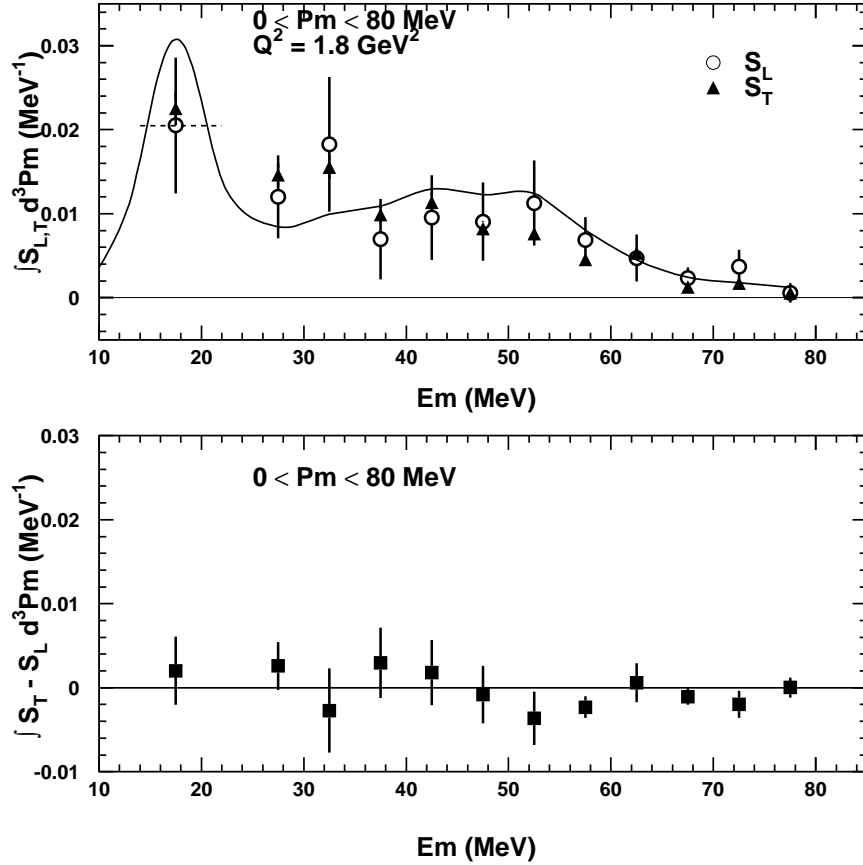 0 < Pm < 80 MeV
Q² = 1.8 GeV²
S_L
S_T
∫S_L,T d³Pm (MeV⁻¹)
0.03
0.02
0.01
0
10 20 30 40 50 60 70 80
Em (MeV)
0 < Pm < 80 MeV
∫ S_T - S_L d³Pm (MeV⁻¹)
0.03
0.02
0.01
0
-0.01
10 20 30 40 50 60 70 80
Em (MeV)